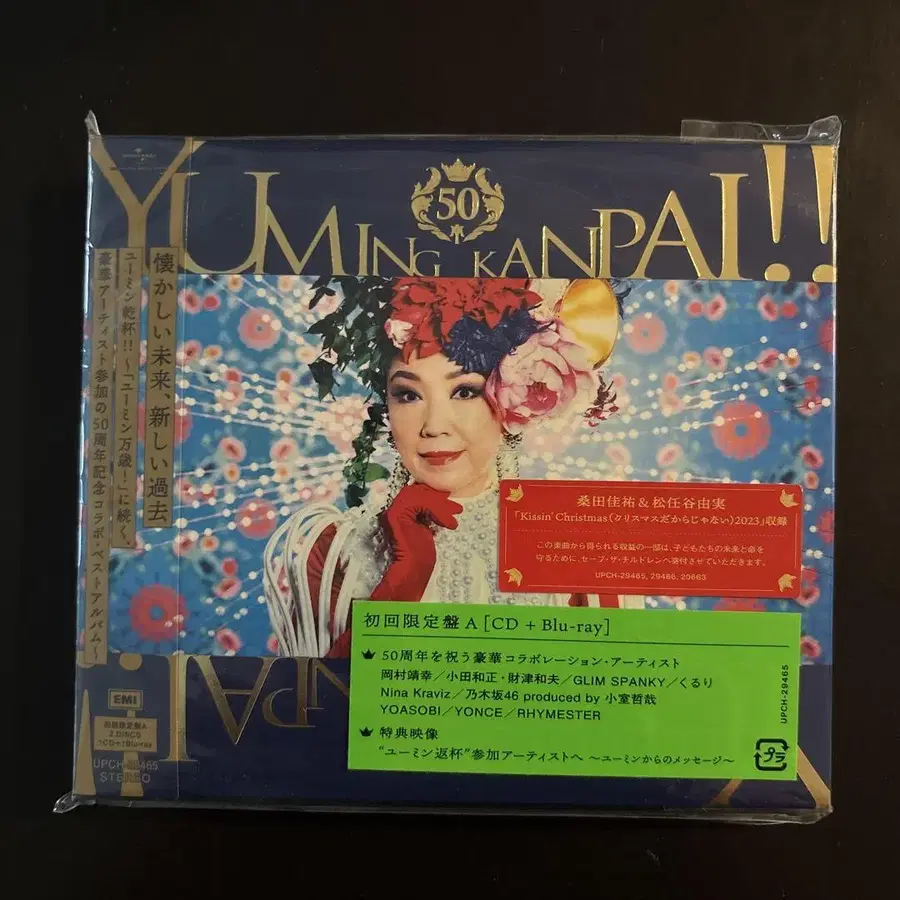 YUMING KANPAI!!
50
懐かしい未来、新しい過去
ユーミン乾杯!! ～「ユーミン万歳!」に続く、
豪華アーティスト参加の50周年記念コラボ・ベストアルバム～
EMI
初回限定盤A
2 DISCS
1CD+1Blu-ray
UPCH-29465
STEREO
桑田佳祐&松任谷由実
「Kissin' Christmas(クリスマスだからじゃない)2023」収録
この楽曲から得られる収益の一部は、子どもたちの未来と命を
守るために、セーブ・ザ・チルドレンへ寄付させていただきます。
UPCH-29465, 29466, 20663
初回限定盤 A [CD + Blu-ray]
50周年を祝う豪華コラボレーション・アーティスト
岡村靖幸／小田和正・財津和夫／GLIM SPANKY／くるり
Nina Kraviz／乃木坂46 produced by 小室哲哉
YOASOBI／YONCE／RHYMESTER
特典映像
"ユーミン返杯"参加アーティストへ ～ユーミンからのメッセージ～
UPCH-29465
プラ